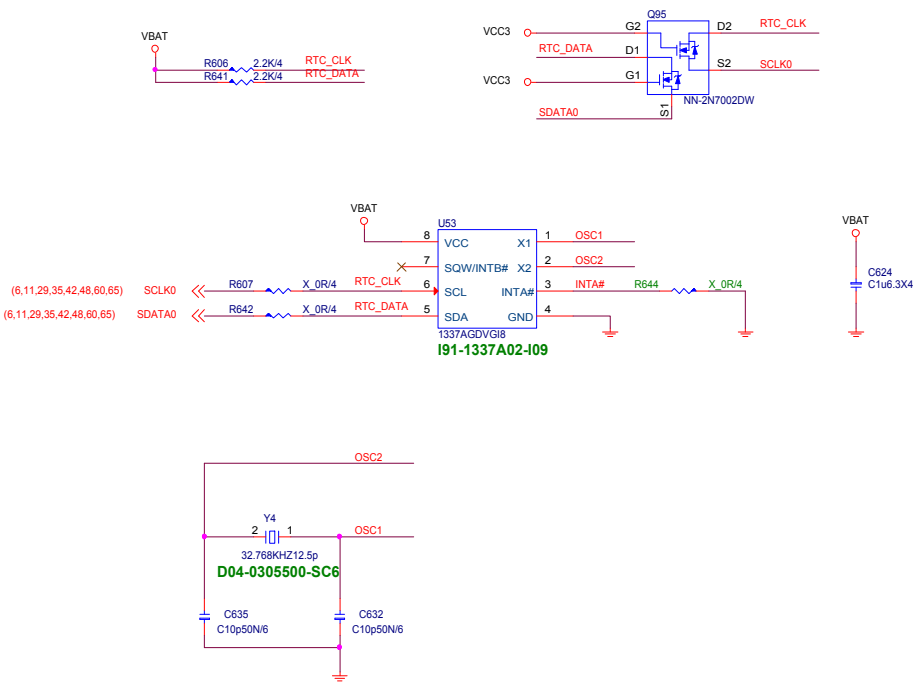 VBAT
R606 2.2K/4 RTC_CLK
R641 2.2K/4 RTC_DATA
Q95
VCC3 G2 D2 RTC_CLK
RTC_DATA D1
S2 SCLK0
VCC3 G1
NN-2N7002DW
SDATA0 S1
VBAT
U53
8 VCC X1 1 OSC1
7 SQW/INTB# X2 2 OSC2
(6,11,29,35,42,48,60,65) SCLK0 R607 X_0R/4 RTC_CLK 6 SCL INTA# 3 INTA# R644 X_0R/4
(6,11,29,35,42,48,60,65) SDATA0 R642 X_0R/4 RTC_DATA 5 SDA GND 4
1337AGDVGI8
I91-1337A02-I09
VBAT
C624
C1u6.3X4
OSC2
Y4
2 1 OSC1
32.768KHZ12.5p
D04-0305500-SC6
C635 C632
C10p50N/6 C10p50N/6